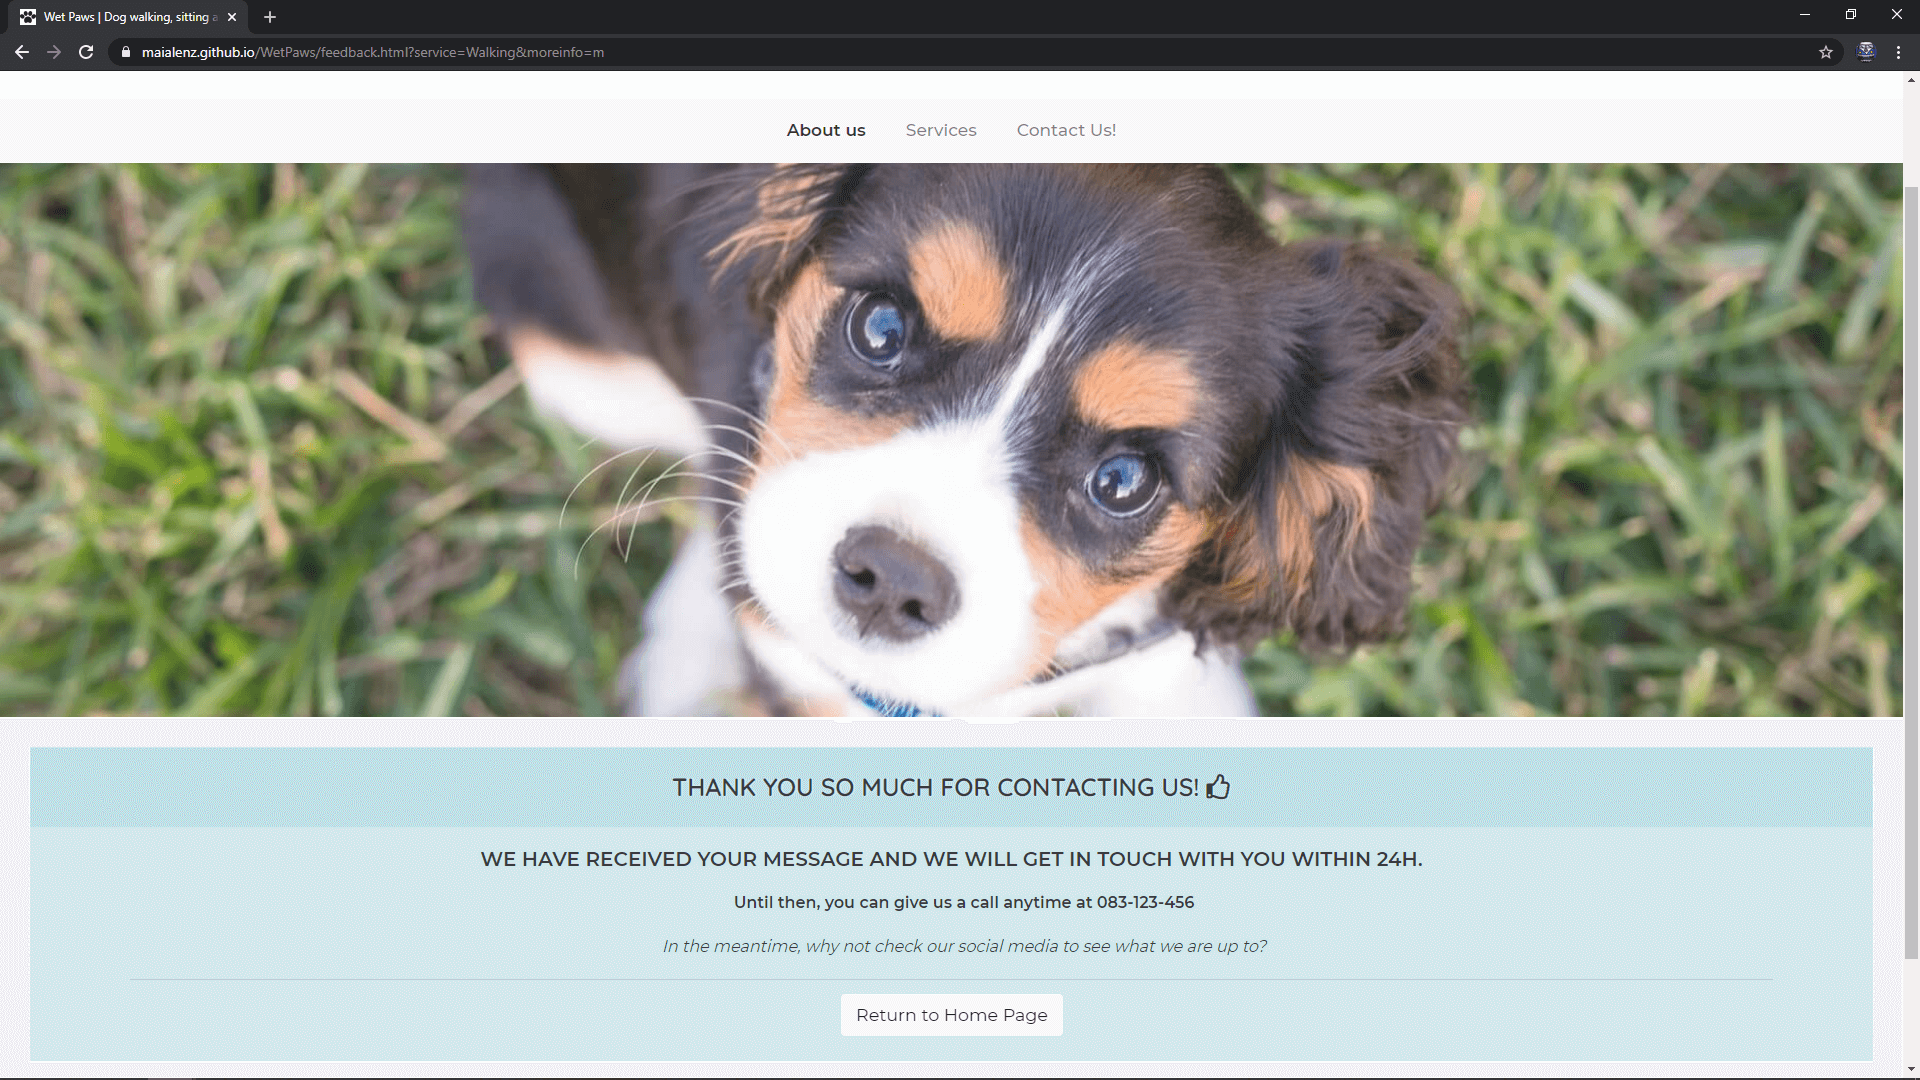 Wet Paws | Dog walking, sitting a
maialenz.github.io/WetPaws/feedback.html?service=Walking&moreinfo=m
About us Services Contact Us!
THANK YOU SO MUCH FOR CONTACTING US!
WE HAVE RECEIVED YOUR MESSAGE AND WE WILL GET IN TOUCH WITH YOU WITHIN 24H.
Until then, you can give us a call anytime at 083-123-456
In the meantime, why not check our social media to see what we are up to?
Return to Home Page